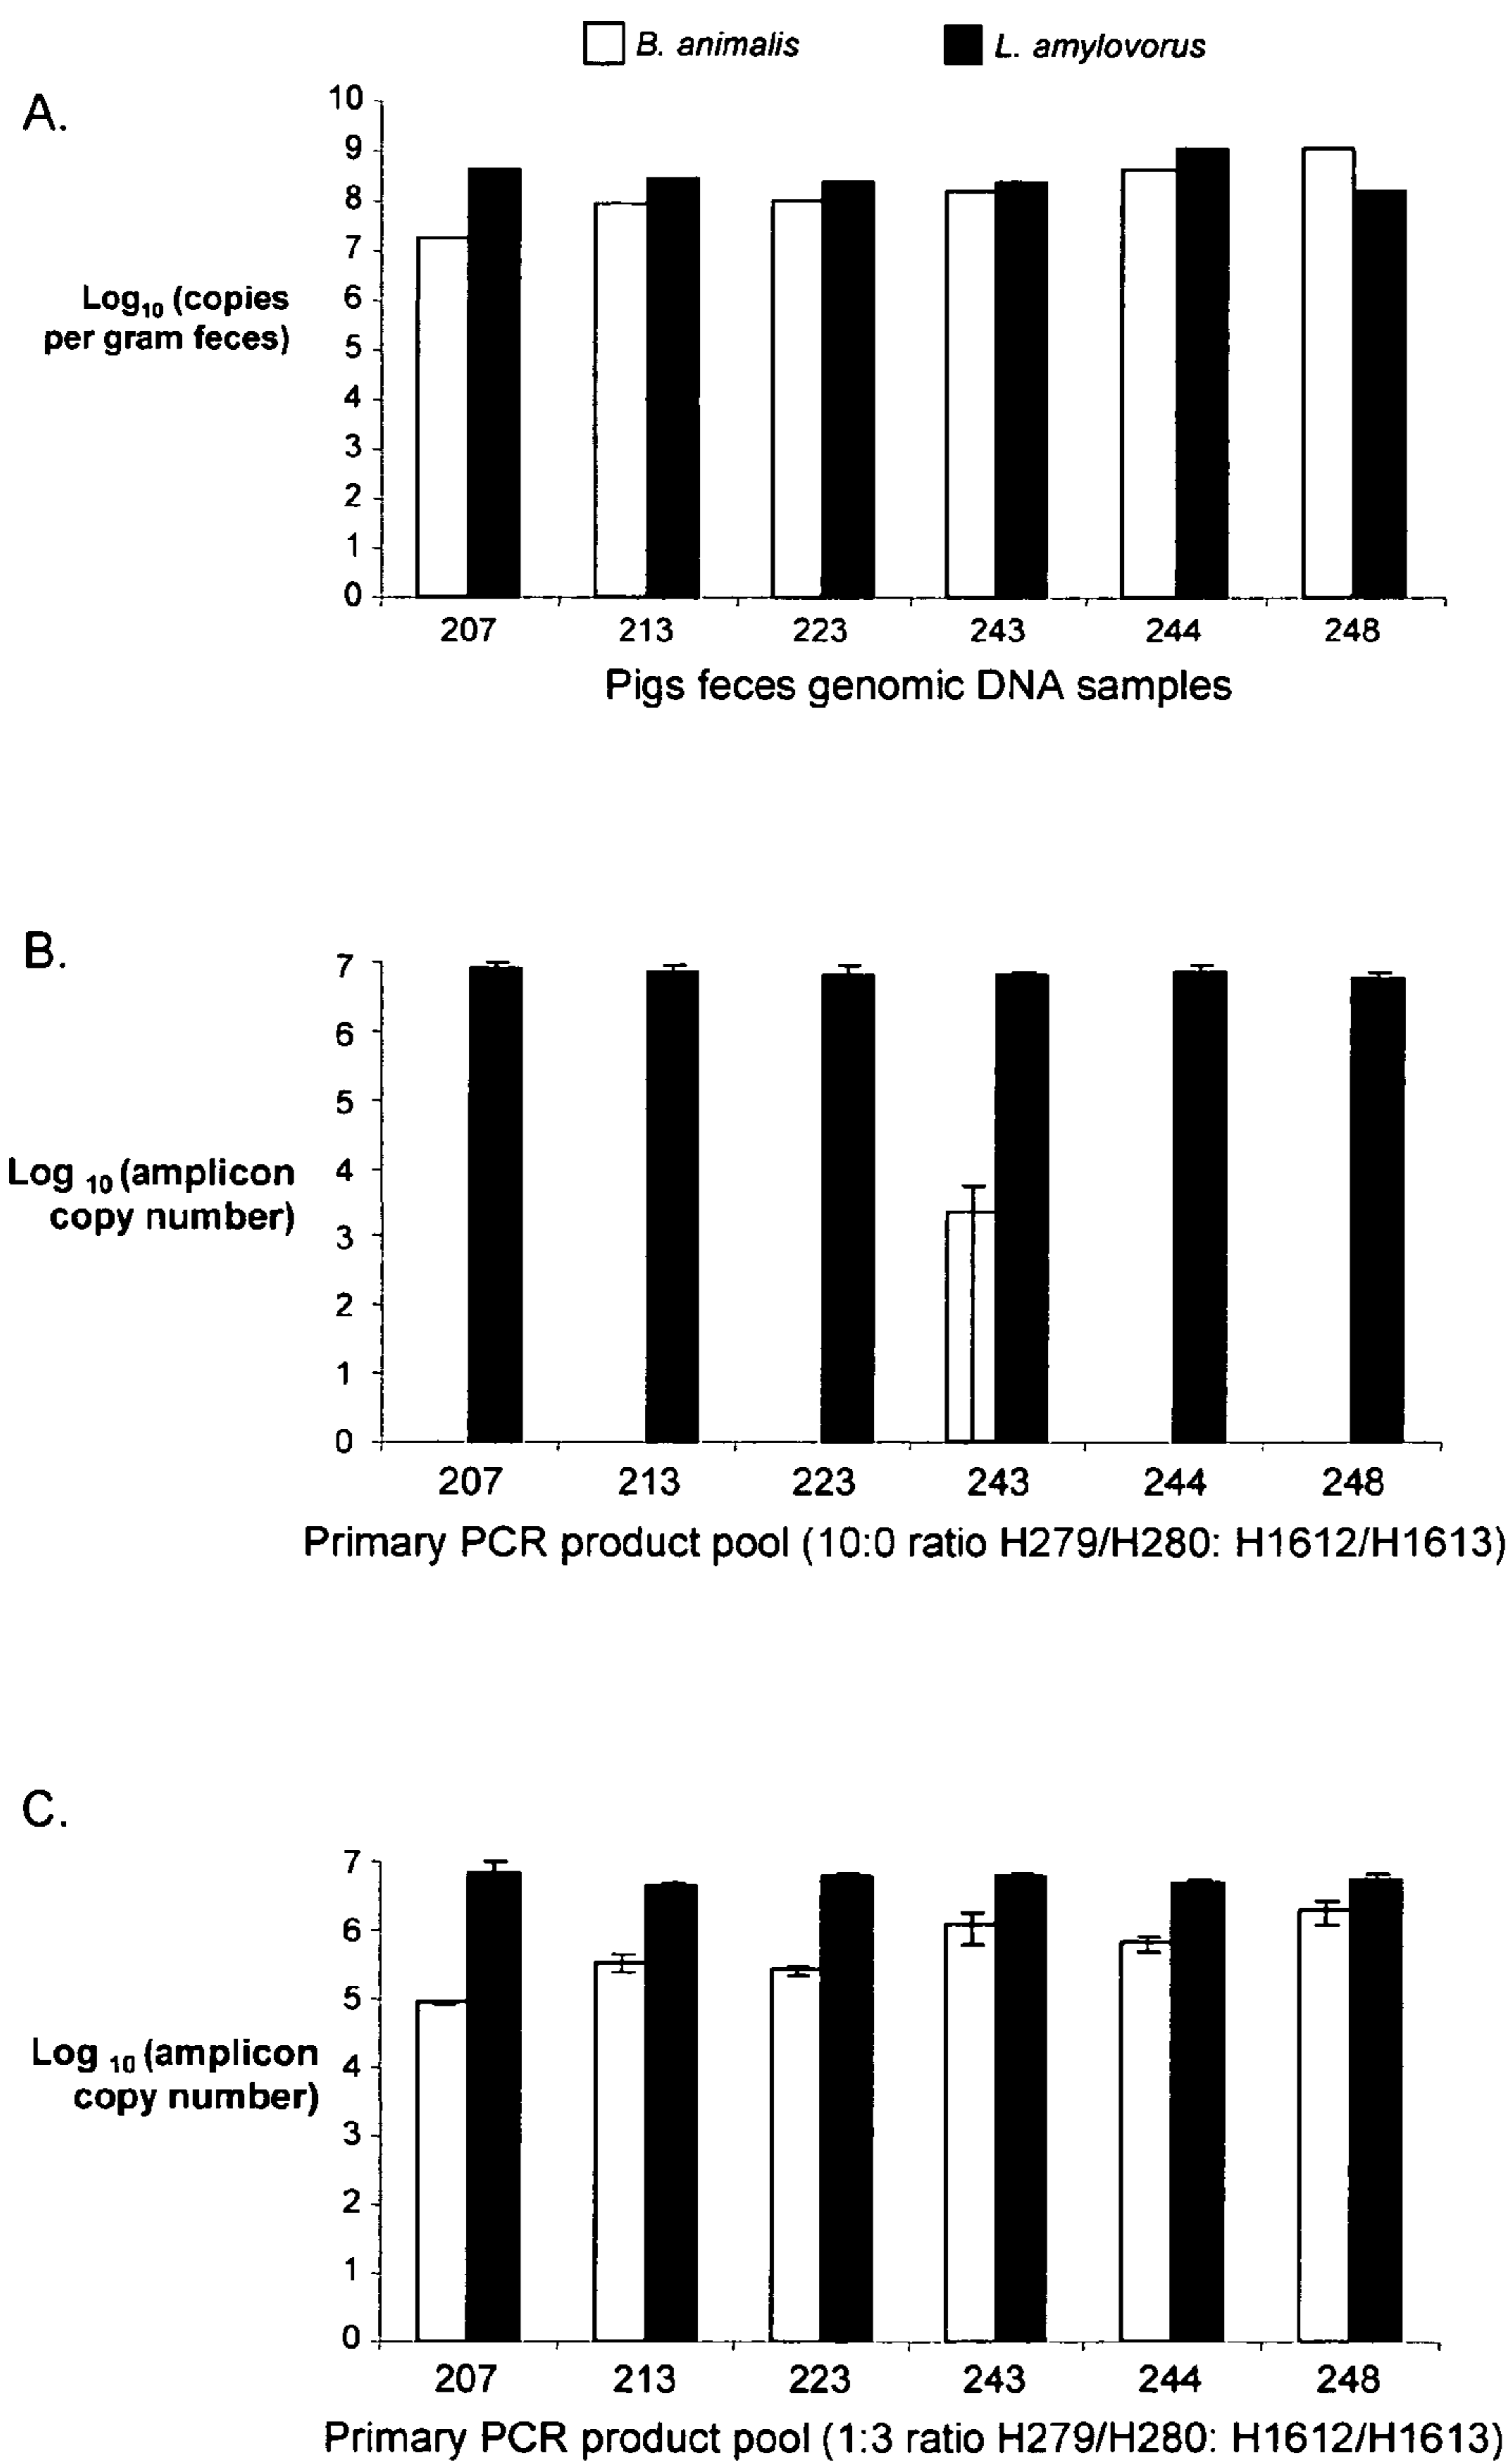 B. animalis L. amylovorus
A.
10
9
8
7
6
5
4
3
2
1
0
Log10 (copies
per gram feces)
207 213 223 243 244 248
Pigs feces genomic DNA samples
B.
7
6
5
4
3
2
1
0
Log 10 (amplicon
copy number)
207 213 223 243 244 248
Primary PCR product pool (10:0 ratio H279/H280: H1612/H1613)
C.
7
6
5
4
3
2
1
0
Log 10 (amplicon
copy number)
207 213 223 243 244 248
Primary PCR product pool (1:3 ratio H279/H280: H1612/H1613)